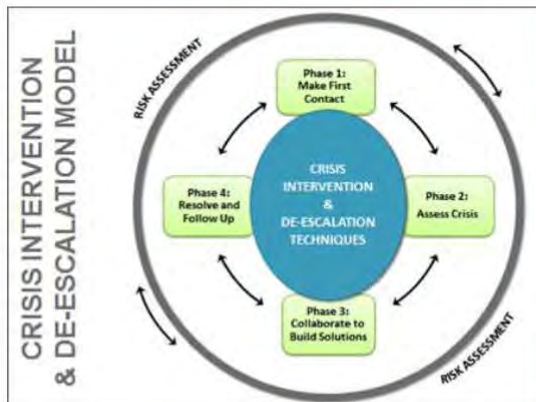 CRISIS INTERVENTION
& DE-ESCALATION MODEL
RISK ASSESSMENT
Phase 1:
Make First
Contact
Phase 4:
Resolve and
Follow Up
CRISIS
INTERVENTION
&
DE-ESCALATION
TECHNIQUES
Phase 2:
Assess Crisis
Phase 3:
Collaborate to
Build Solutions
RISK ASSESSMENT